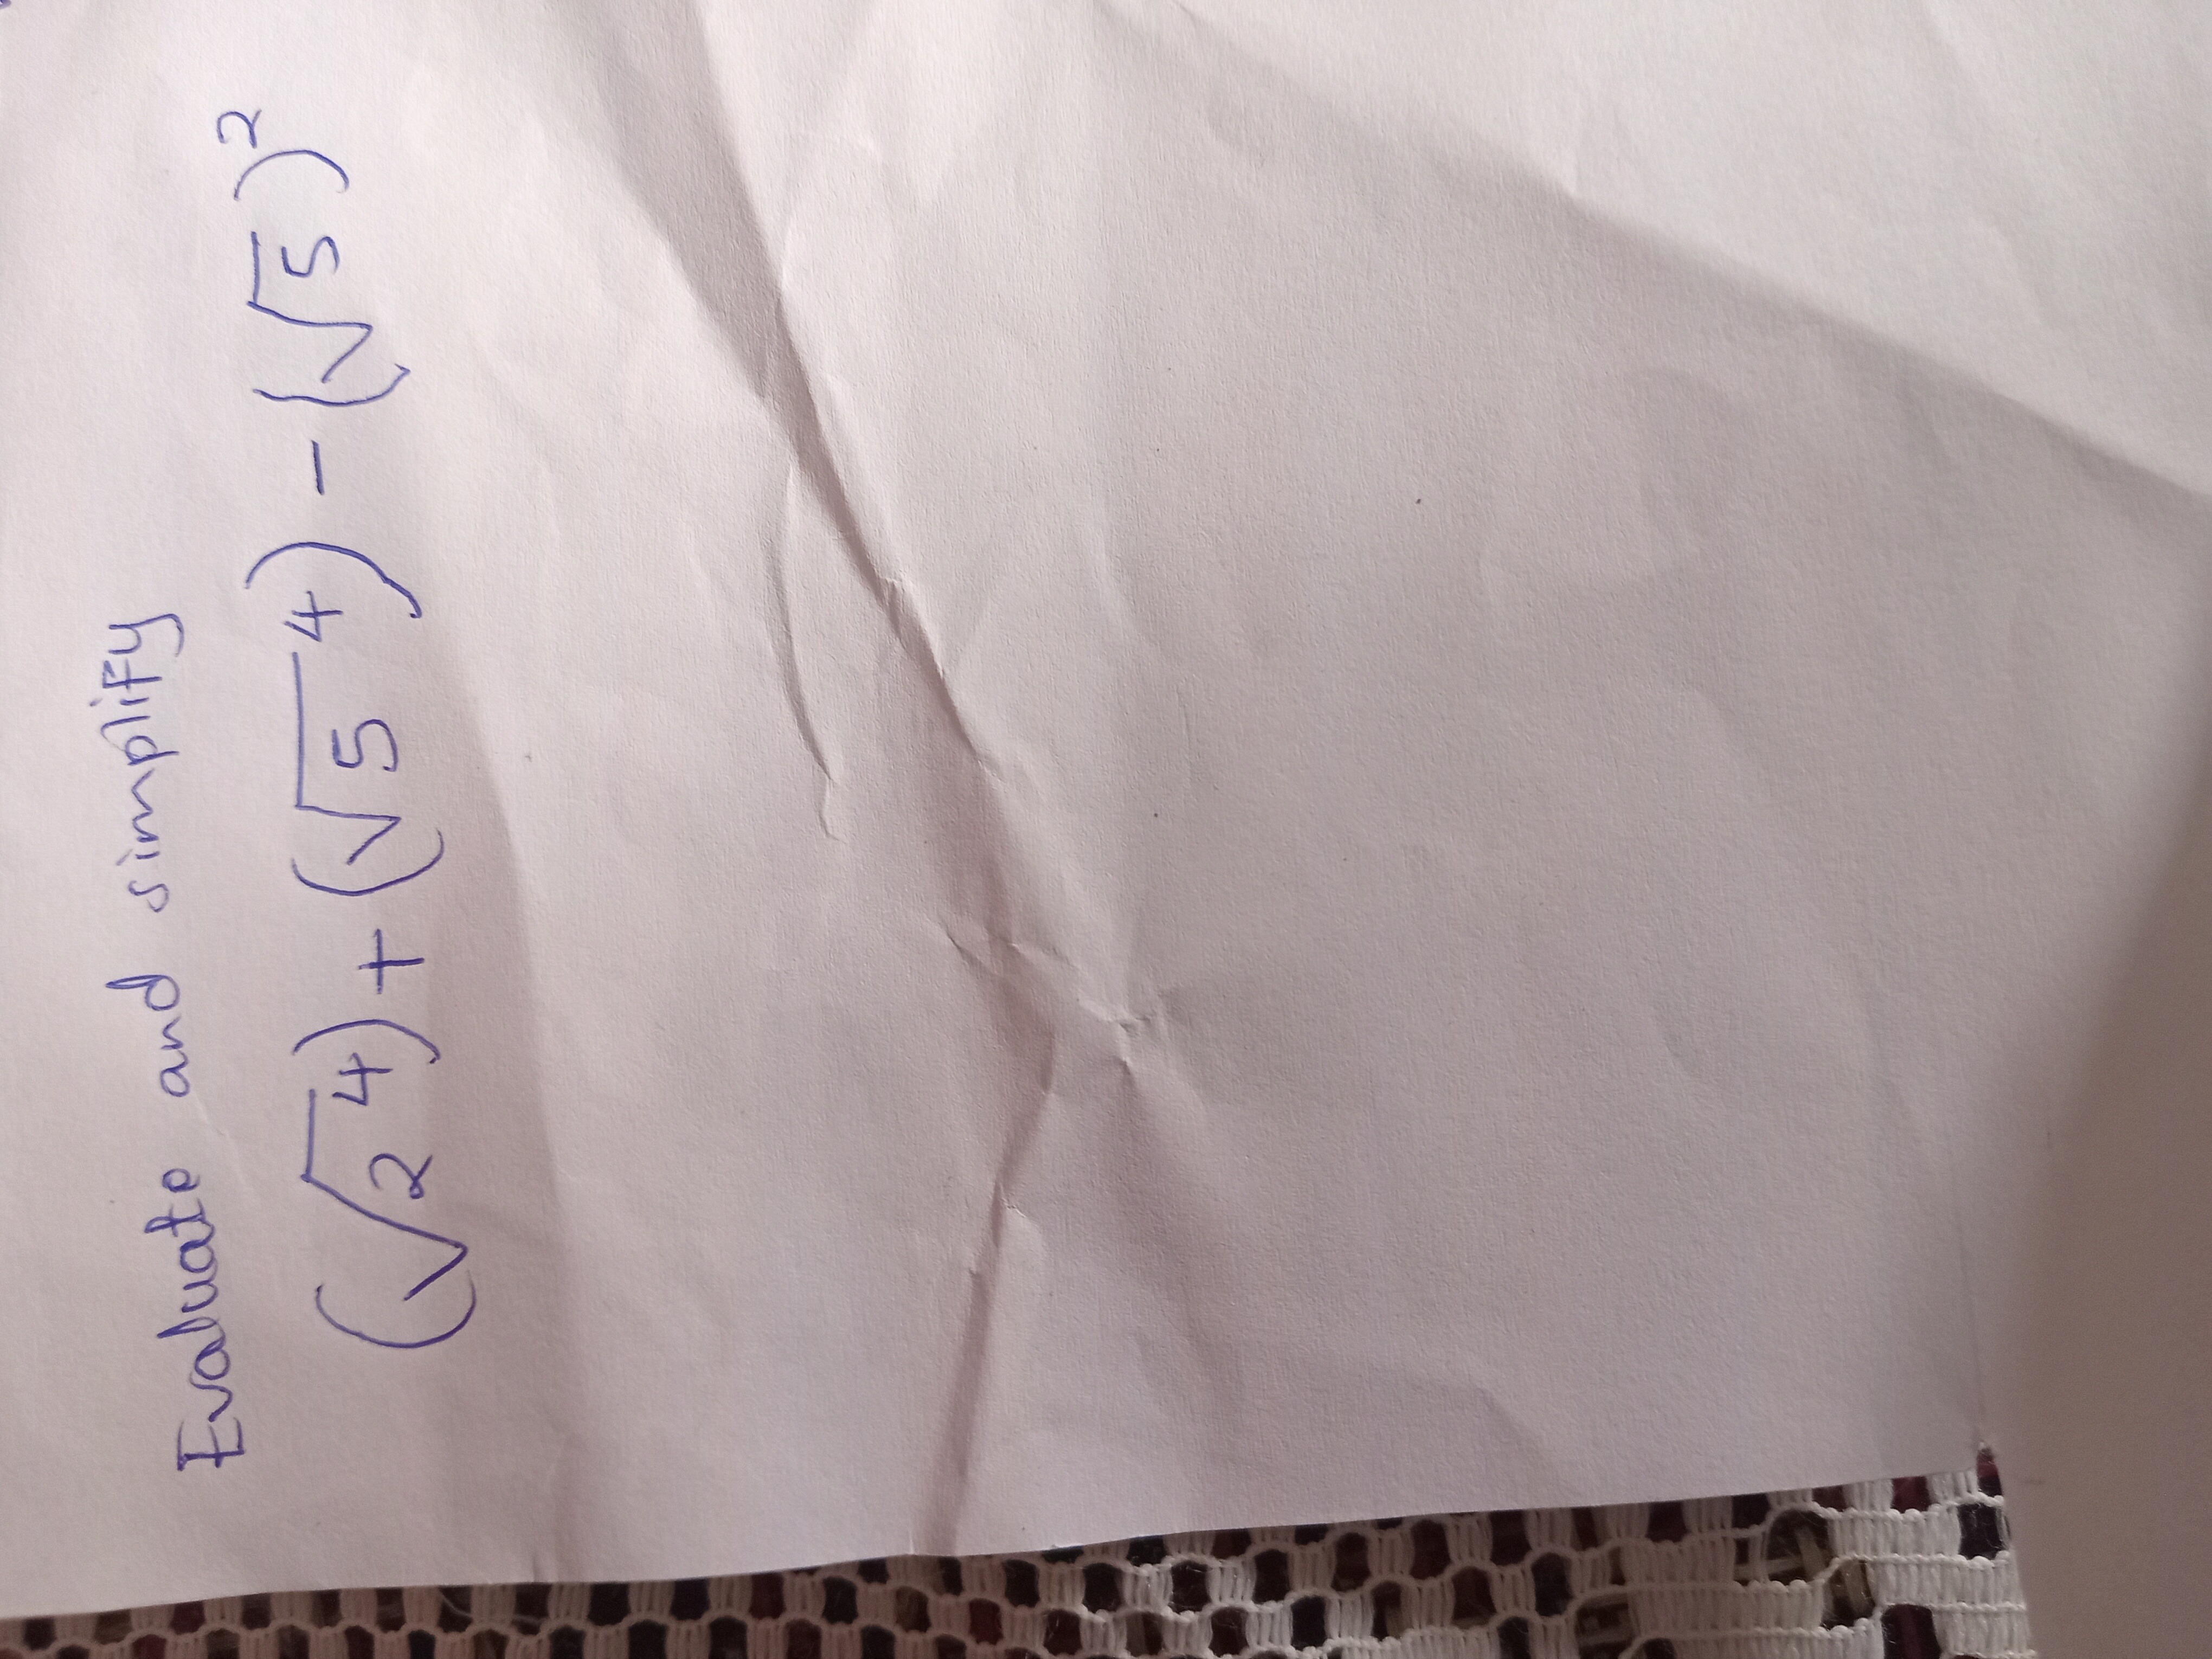 Evaluate and simplify
(√2⁴) + (√5⁴) - (√5)²